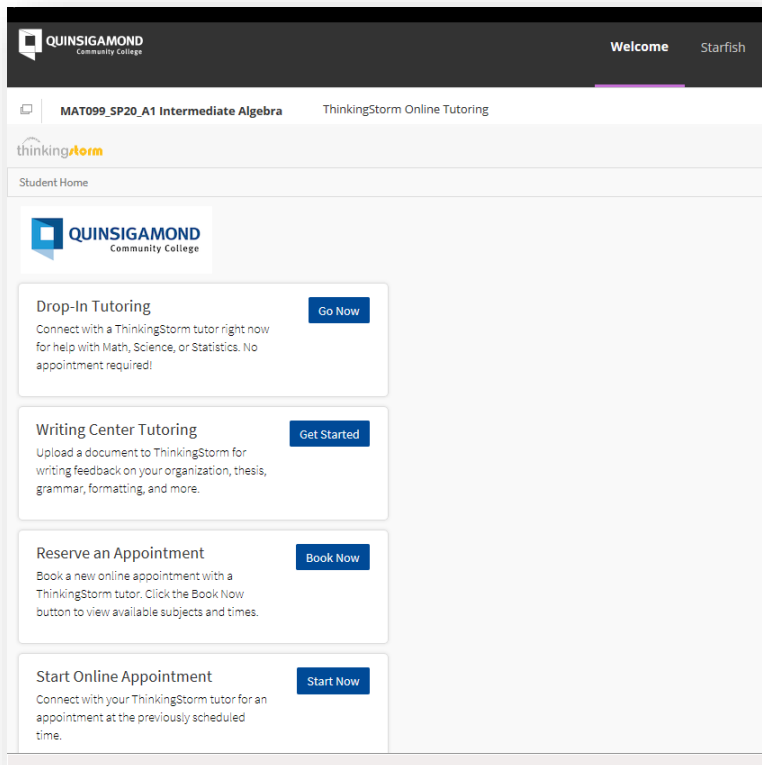 QUINSIGAMOND
Community College
Welcome Starfish
MAT099_SP20_A1 Intermediate Algebra ThinkingStorm Online Tutoring
thinkingstorm
Student Home
QUINSIGAMOND
Community College
Drop-In Tutoring
Go Now
Connect with a ThinkingStorm tutor right now
for help with Math, Science, or Statistics. No
appointment required!
Writing Center Tutoring
Get Started
Upload a document to ThinkingStorm for
writing feedback on your organization, thesis,
grammar, formatting, and more.
Reserve an Appointment
Book Now
Book a new online appointment with a
ThinkingStorm tutor. Click the Book Now
button to view available subjects and times.
Start Online Appointment
Start Now
Connect with your ThinkingStorm tutor for an
appointment at the previously scheduled
time.